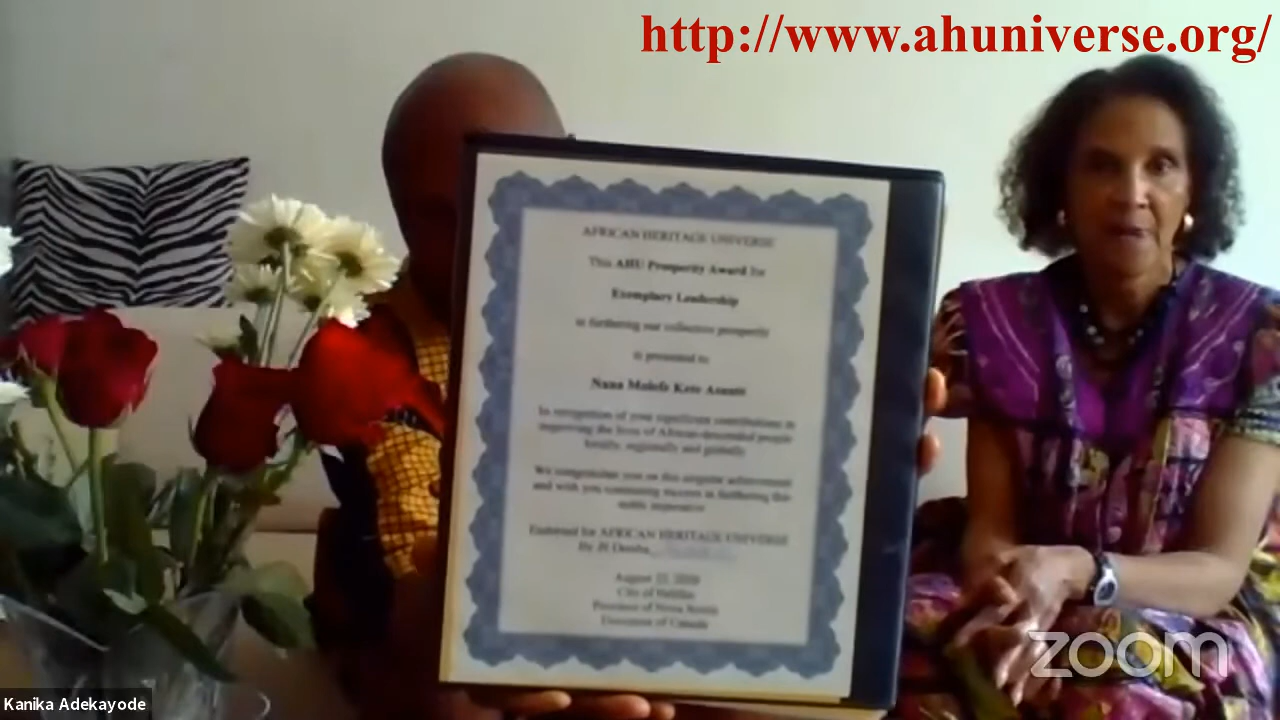 http://www.ahuniverse.org/
AFRICAN HERITAGE UNIVERSE
This AHU Prosperity Award for
Exemplary Leadership
in furthering our collective prosperity
is presented to
Nana Molefe Kete Asante
In recognition of your significant contributions in
improving the lives of African-descended people
locally, regionally and globally
We congratulate you on this achievement
and wish you continuing success in furthering this
noble imperative
Endorsed for AFRICAN HERITAGE UNIVERSE
By
August 2020
City of Halifax
Province of Nova Scotia
Dominion of Canada
zoom
Kanika Adekayode